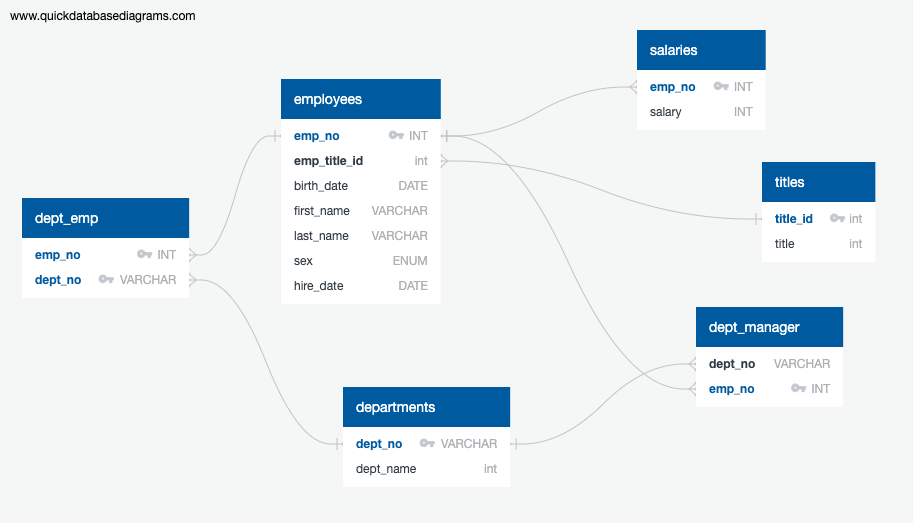 www.quickdatabasediagrams.com
salaries
emp_no INT
salary INT
employees
emp_no INT
emp_title_id int
birth_date DATE
first_name VARCHAR
last_name VARCHAR
sex ENUM
hire_date DATE
titles
title_id int
title int
dept_emp
emp_no INT
dept_no VARCHAR
dept_manager
dept_no VARCHAR
emp_no INT
departments
dept_no VARCHAR
dept_name int